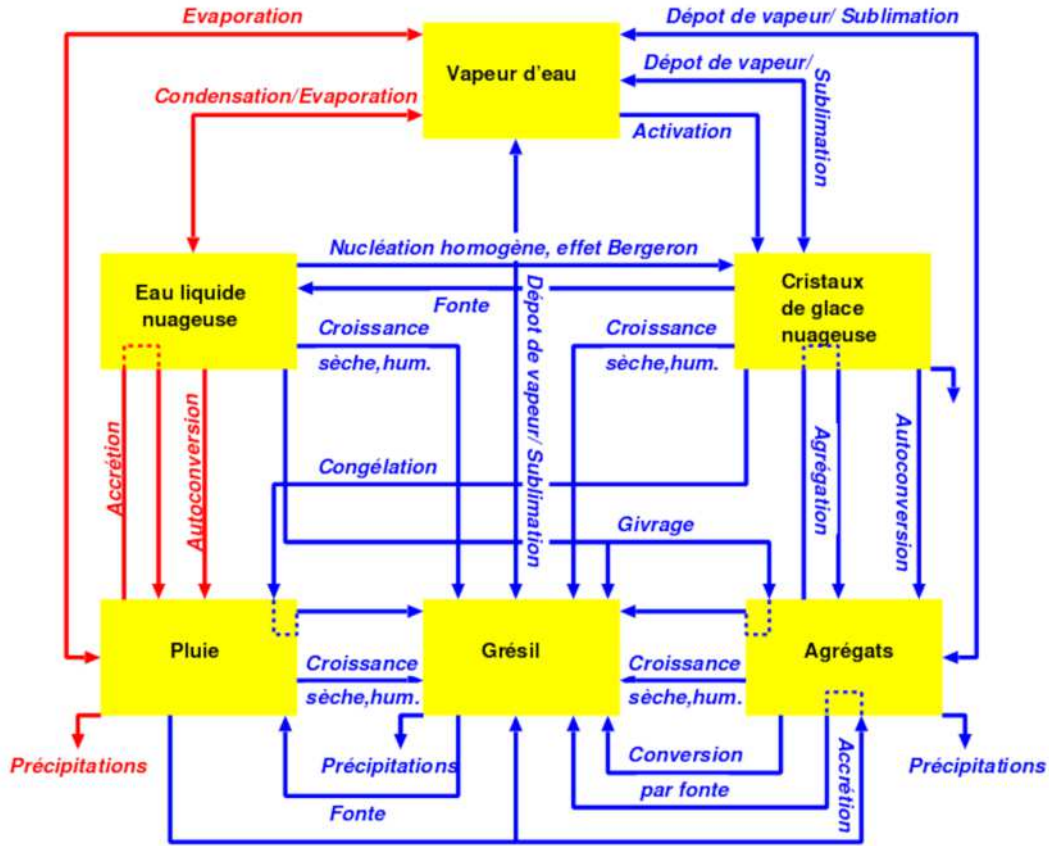 Evaporation
Dépot de vapeur/ Sublimation
Vapeur d'eau
Dépot de vapeur/
Sublimation
Condensation/Evaporation
Activation
Nucléation homogène, effet Bergeron
Eau liquide
nuageuse
Cristaux
de glace
nuageuse
Fonte
Dépot de vapeur/ Sublimation
Croissance
sèche,hum.
Croissance
sèche,hum.
Accrétion
Autoconversion
Agrégation
Autoconversion
Congélation
Givrage
Pluie
Grésil
Agrégats
Croissance
sèche,hum.
Croissance
sèche,hum.
Précipitations
Précipitations
Conversion
par fonte
Accrétion
Précipitations
Fonte